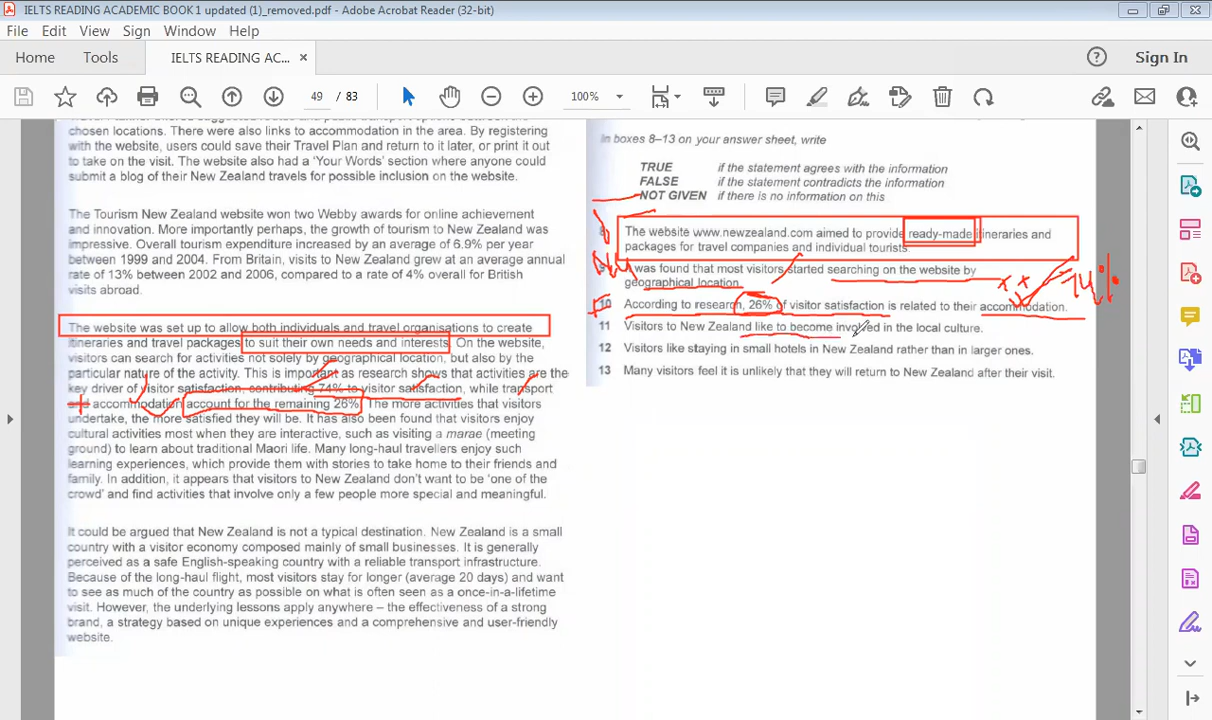 IELTS READING ACADEMIC BOOK 1 updated (1)_removed.pdf - Adobe Acrobat Reader (32-bit)
File Edit View Sign Window Help
Home Tools IELTS READING AC... × Sign In
49 / 83 100%
chosen locations. There were also links to accommodation in the area. By registering
with the website, users could save their Travel Plan and return to it later, or print it out
to take on the visit. The website also had a 'Your Words' section where anyone could
submit a blog of their New Zealand travels for possible inclusion on the website.
The Tourism New Zealand website won two Webby awards for online achievement
and innovation. More importantly perhaps, the growth of tourism to New Zealand was
impressive. Overall tourism expenditure increased by an average of 6.9% per year
between 1999 and 2004. From Britain, visits to New Zealand grew at an average annual
rate of 13% between 2002 and 2006, compared to a rate of 4% overall for British
visits abroad.
The website was set up to allow both individuals and travel organisations to create
itineraries and travel packages to suit their own needs and interests. On the website,
visitors can search for activities not solely by geographical location, but also by the
particular nature of the activity. This is important as research shows that activities are the
key driver of visitor satisfaction, contributing 74% to visitor satisfaction, while transport
and accommodation account for the remaining 26%. The more activities that visitors
undertake, the more satisfied they will be. It has also been found that visitors enjoy
cultural activities most when they are interactive, such as visiting a marae (meeting
ground) to learn about traditional Maori life. Many long-haul travellers enjoy such
learning experiences, which provide them with stories to take home to their friends and
family. In addition, it appears that visitors to New Zealand don't want to be 'one of the
crowd' and find activities that involve only a few people more special and meaningful.
It could be argued that New Zealand is not a typical destination. New Zealand is a small
country with a visitor economy composed mainly of small businesses. It is generally
perceived as a safe English-speaking country with a reliable transport infrastructure.
Because of the long-haul flight, most visitors stay for longer (average 20 days) and want
to see as much of the country as possible on what is often seen as a once-in-a-lifetime
visit. However, the underlying lessons apply anywhere – the effectiveness of a strong
brand, a strategy based on unique experiences and a comprehensive and user-friendly
website.
In boxes 8–13 on your answer sheet, write
TRUE if the statement agrees with the information
FALSE if the statement contradicts the information
NOT GIVEN if there is no information on this
8 The website www.newzealand.com aimed to provide ready-made itineraries and
packages for travel companies and individual tourists.
was found that most visitors started searching on the website by
geographical location.
10 According to research, 26% of visitor satisfaction is related to their accommodation.
11 Visitors to New Zealand like to become involved in the local culture.
12 Visitors like staying in small hotels in New Zealand rather than in larger ones.
13 Many visitors feel it is unlikely that they will return to New Zealand after their visit.
NG
F
74%